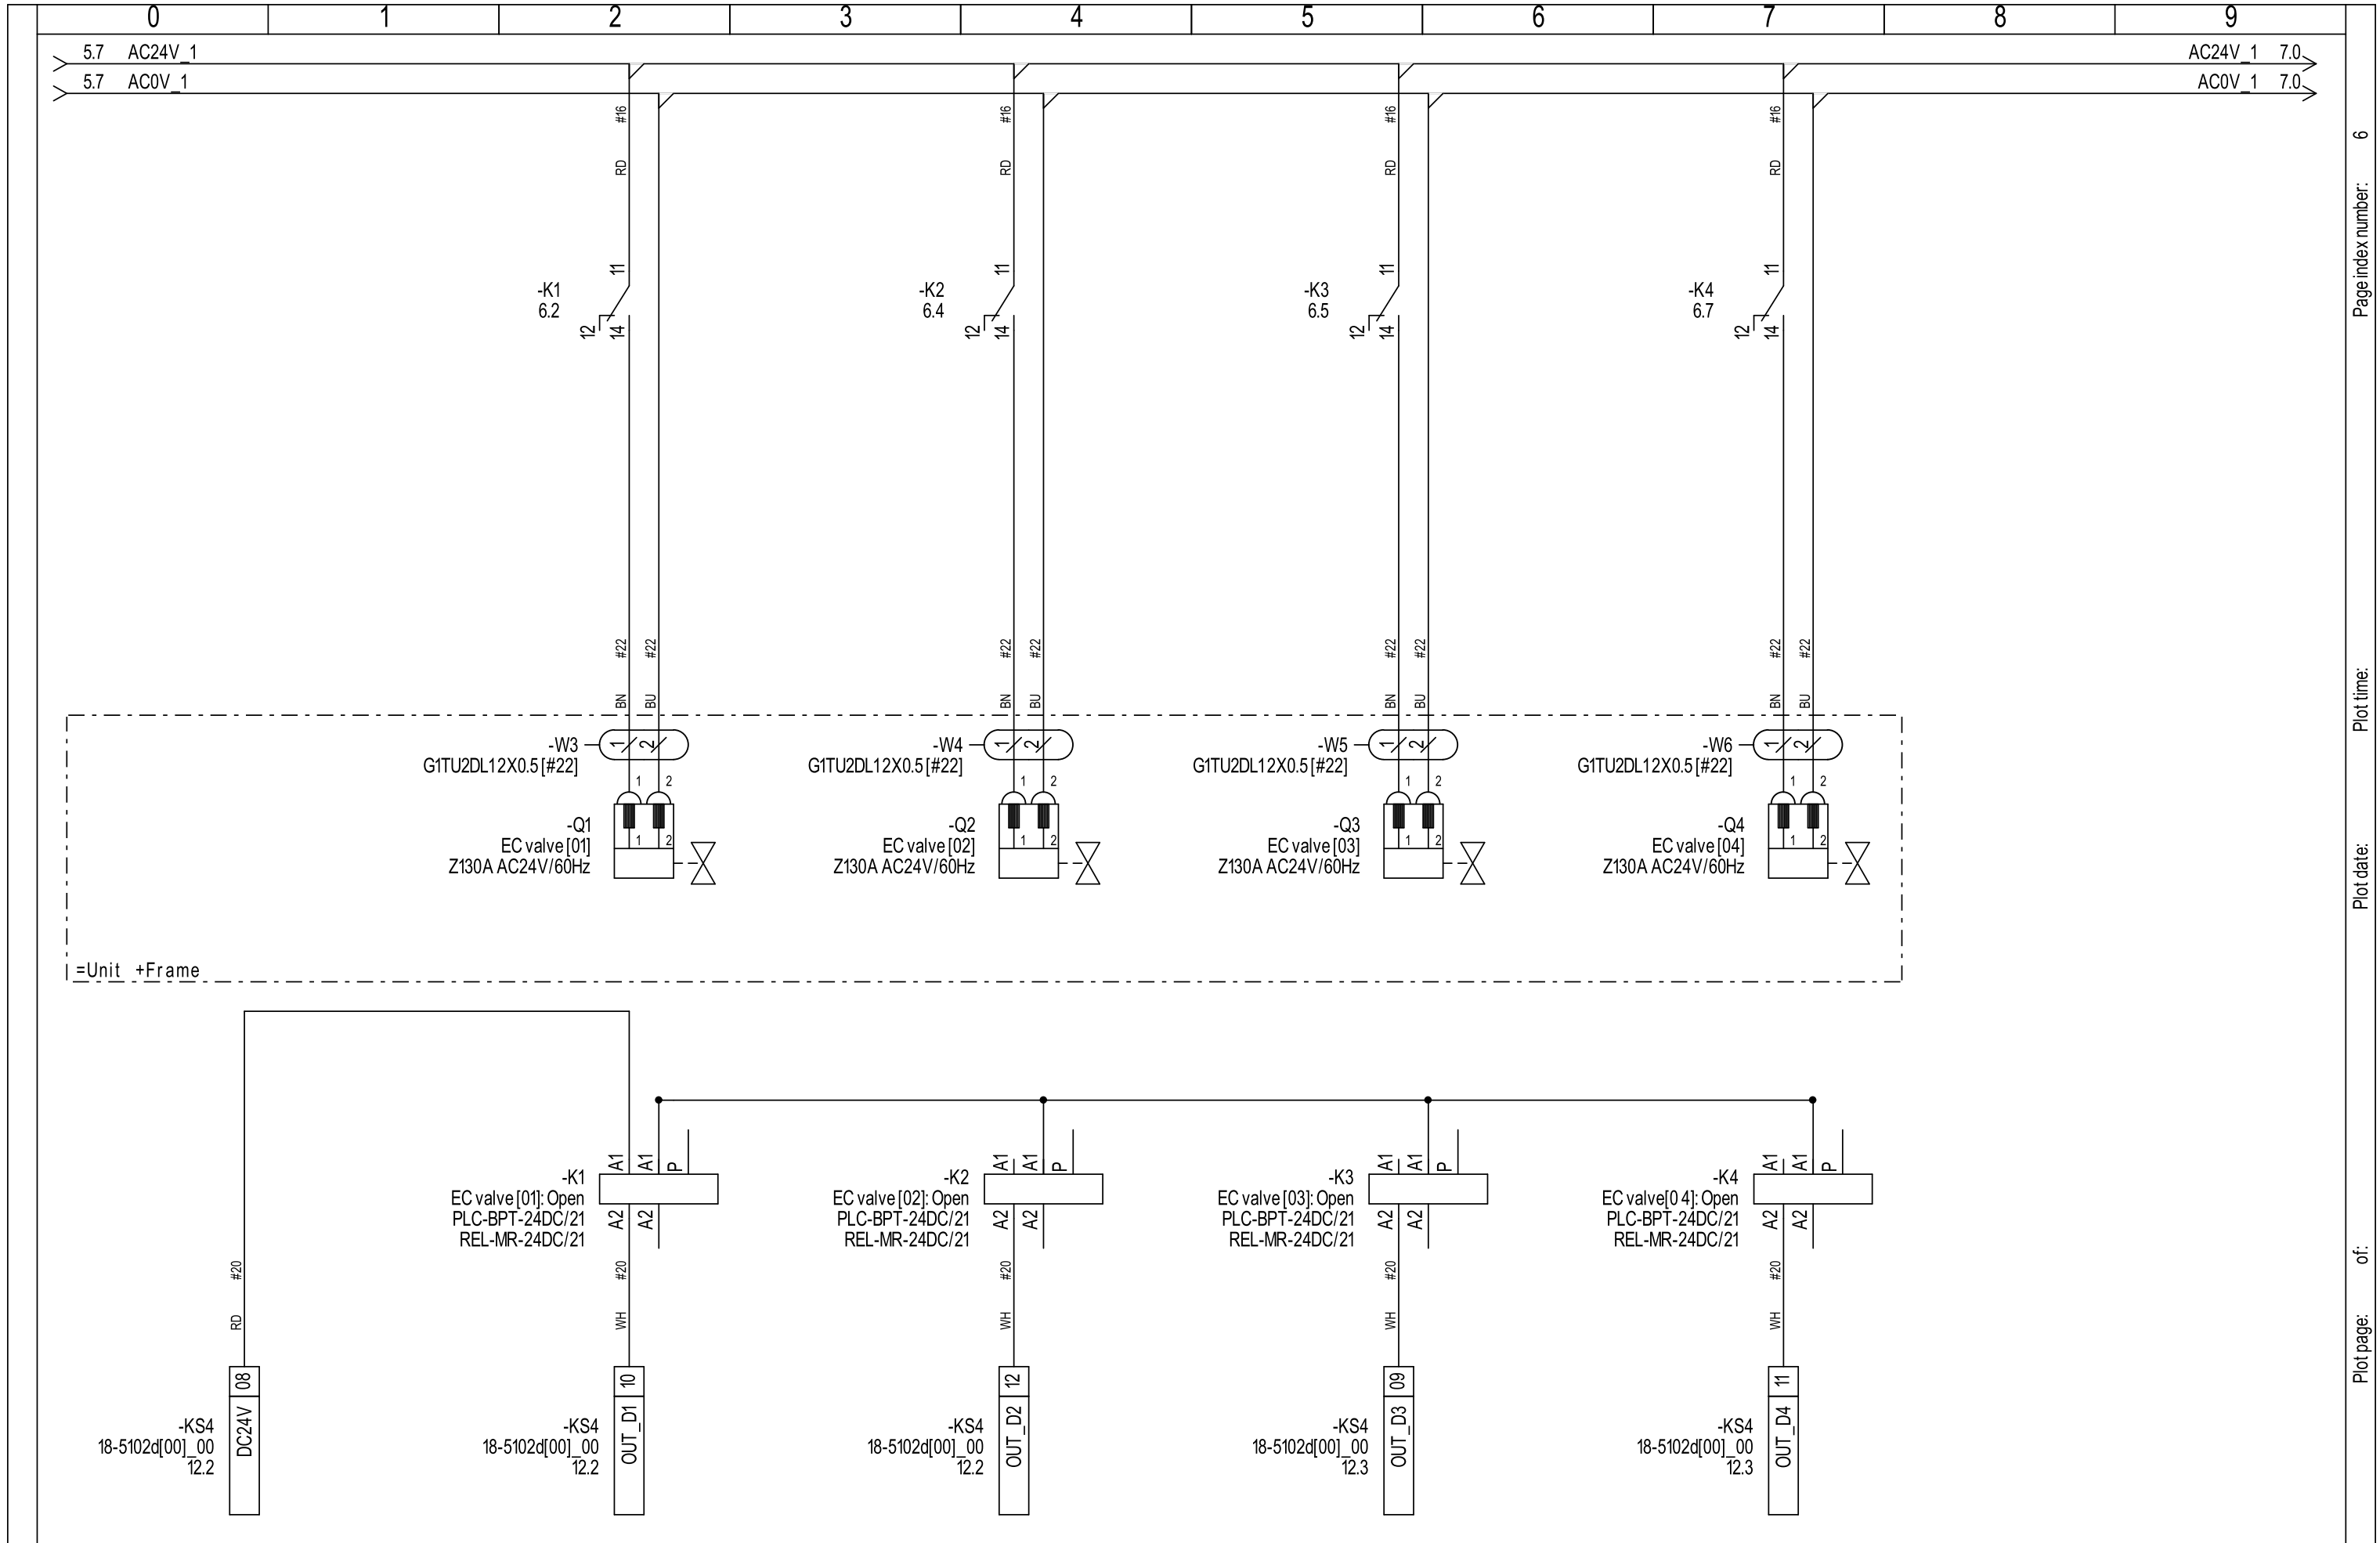 0 1 2 3 4 5 6 7 8 9
5.7 AC24V_1 AC24V_1 7.0
5.7 AC0V_1 AC0V_1 7.0
#16 #16 #16 #16
RD RD RD RD
11 11 11 11
-K1 -K2 -K3 -K4
6.2 6.4 6.5 6.7
12 14 12 14 12 14 12 14
#22 #22 #22 #22 #22 #22 #22 #22
BN BU BN BU BN BU BN BU
-W3 1 2 -W4 1 2 -W5 1 2 -W6 1 2
G1TU2DL12X0.5[#22] G1TU2DL12X0.5[#22] G1TU2DL12X0.5[#22] G1TU2DL12X0.5[#22]
1 2 1 2 1 2 1 2
-Q1 -Q2 -Q3 -Q4
EC valve [01] 1 2 EC valve [02] 1 2 EC valve [03] 1 2 EC valve [04] 1 2
Z130A AC24V/60Hz Z130A AC24V/60Hz Z130A AC24V/60Hz Z130A AC24V/60Hz
=Unit +Frame
A1 A1 P A1 A1 P A1 A1 P A1 A1 P
-K1 -K2 -K3 -K4
EC valve [01]: Open EC valve [02]: Open EC valve [03]: Open EC valve[0 4]: Open
PLC-BPT-24DC/21 PLC-BPT-24DC/21 PLC-BPT-24DC/21 PLC-BPT-24DC/21
A2 A2 A2 A2 A2 A2 A2 A2
REL-MR-24DC/21 REL-MR-24DC/21 REL-MR-24DC/21 REL-MR-24DC/21
#20 #20 #20 #20 #20
RD WH WH WH WH
08 10 12 09 11
DC24V OUT_D1 OUT_D2 OUT_D3 OUT_D4
-KS4 -KS4 -KS4 -KS4 -KS4
18-5102d[00]_00 18-5102d[00]_00 18-5102d[00]_00 18-5102d[00]_00 18-5102d[00]_00
12.2 12.2 12.2 12.3 12.3
Plot page: of: Plot date: Plot time: Page index number: 6